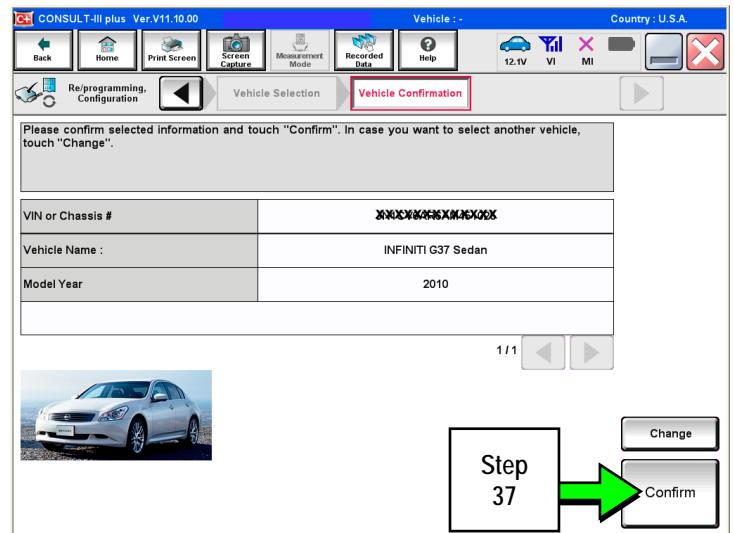 CONSULT-III plus Ver.V11.10.00
Vehicle : -
Country : U.S.A.
Back
Home
Print Screen
Screen
Capture
Measurement
Mode
Recorded
Data
Help
12.1V
VI
MI
Re/programming,
Configuration
Vehicle Selection
Vehicle Confirmation
Please confirm selected information and touch "Confirm". In case you want to select another vehicle,
touch "Change".
VIN or Chassis #
Vehicle Name :
INFINITI G37 Sedan
Model Year
2010
1 / 1
Change
Step
37
Confirm